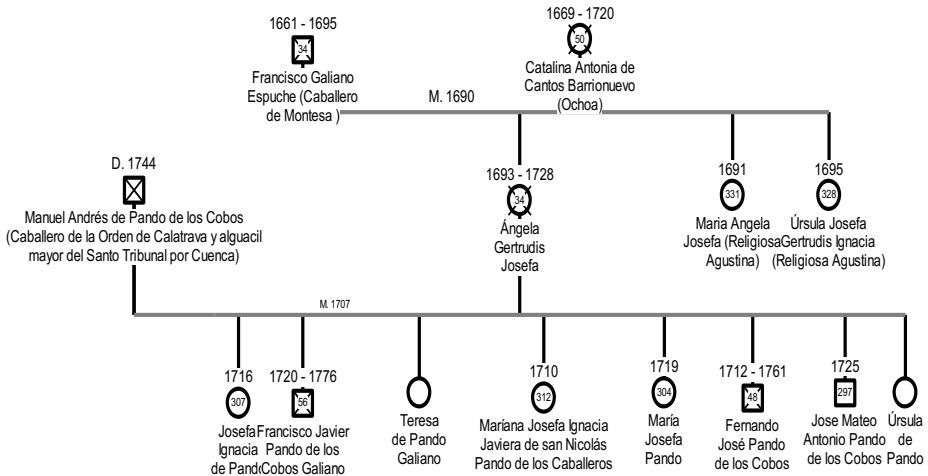 1661 - 1695
34
Francisco Galiano
Espuche (Caballero
de Montesa )
1669 - 1720
50
Catalina Antonia de
Cantos Barrionuevo
(Ochoa)
M. 1690
D. 1744
Manuel Andrés de Pando de los Cobos
(Caballero de la Orden de Calatrava y alguacil
mayor del Santo Tribunal por Cuenca)
1693 - 1728
34
Ángela
Gertrudis
Josefa
1691
331
Maria Angela
Josefa (Religiosa
Agustina)
1695
328
Úrsula Josefa
Gertrudis Ignacia
(Religiosa Agustina)
M. 1707
1716
307
Josefa
Ignacia
de Pando
1720 - 1776
56
Francisco Javier
Pando de los
Cobos Galiano
Teresa
de Pando
Galiano
1710
312
Maríana Josefa Ignacia
Javiera de san Nicolás
Pando de los Caballeros
1719
304
María
Josefa
Pando
1712 - 1761
48
Fernando
José Pando
de los Cobos
1725
297
Jose Mateo
Antonio Pando
de los Cobos
Úrsula
de
Pando